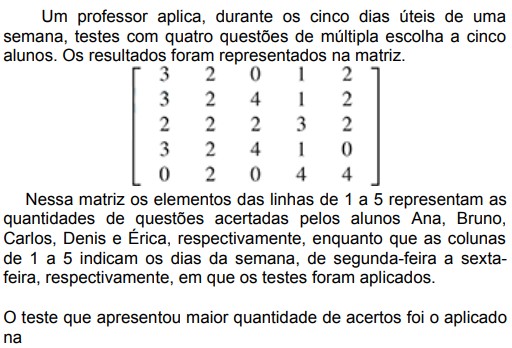 Um professor aplica, durante os cinco dias úteis de uma
semana, testes com quatro questões de múltipla escolha a cinco
alunos. Os resultados foram representados na matriz.
3 2 0 1 2
3 2 4 1 2
2 2 2 3 2
3 2 4 1 0
0 2 0 4 4
Nessa matriz os elementos das linhas de 1 a 5 representam as
quantidades de questões acertadas pelos alunos Ana, Bruno,
Carlos, Denis e Érica, respectivamente, enquanto que as colunas
de 1 a 5 indicam os dias da semana, de segunda-feira a sexta-
feira, respectivamente, em que os testes foram aplicados.
O teste que apresentou maior quantidade de acertos foi o aplicado
na